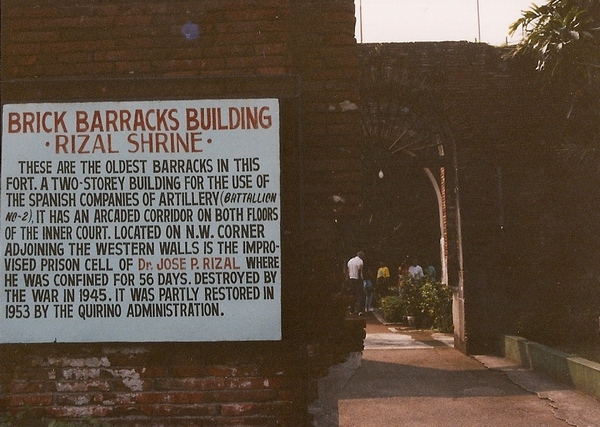 BRICK BARRACKS BUILDING
• RIZAL SHRINE •
THESE ARE THE OLDEST BARRACKS IN THIS
FORT. A TWO-STOREY BUILDING FOR THE USE OF
THE SPANISH COMPANIES OF ARTILLERY (BATTALLION
NO-2), IT HAS AN ARCADED CORRIDOR ON BOTH FLOORS
OF THE INNER COURT. LOCATED ON N.W. CORNER
ADJOINING THE WESTERN WALLS IS THE IMPRO-
VISED PRISON CELL OF Dr. JOSE P. RIZAL WHERE
HE WAS CONFINED FOR 56 DAYS. DESTROYED BY
THE WAR IN 1945. IT WAS PARTLY RESTORED IN
1953 BY THE QUIRINO ADMINISTRATION.